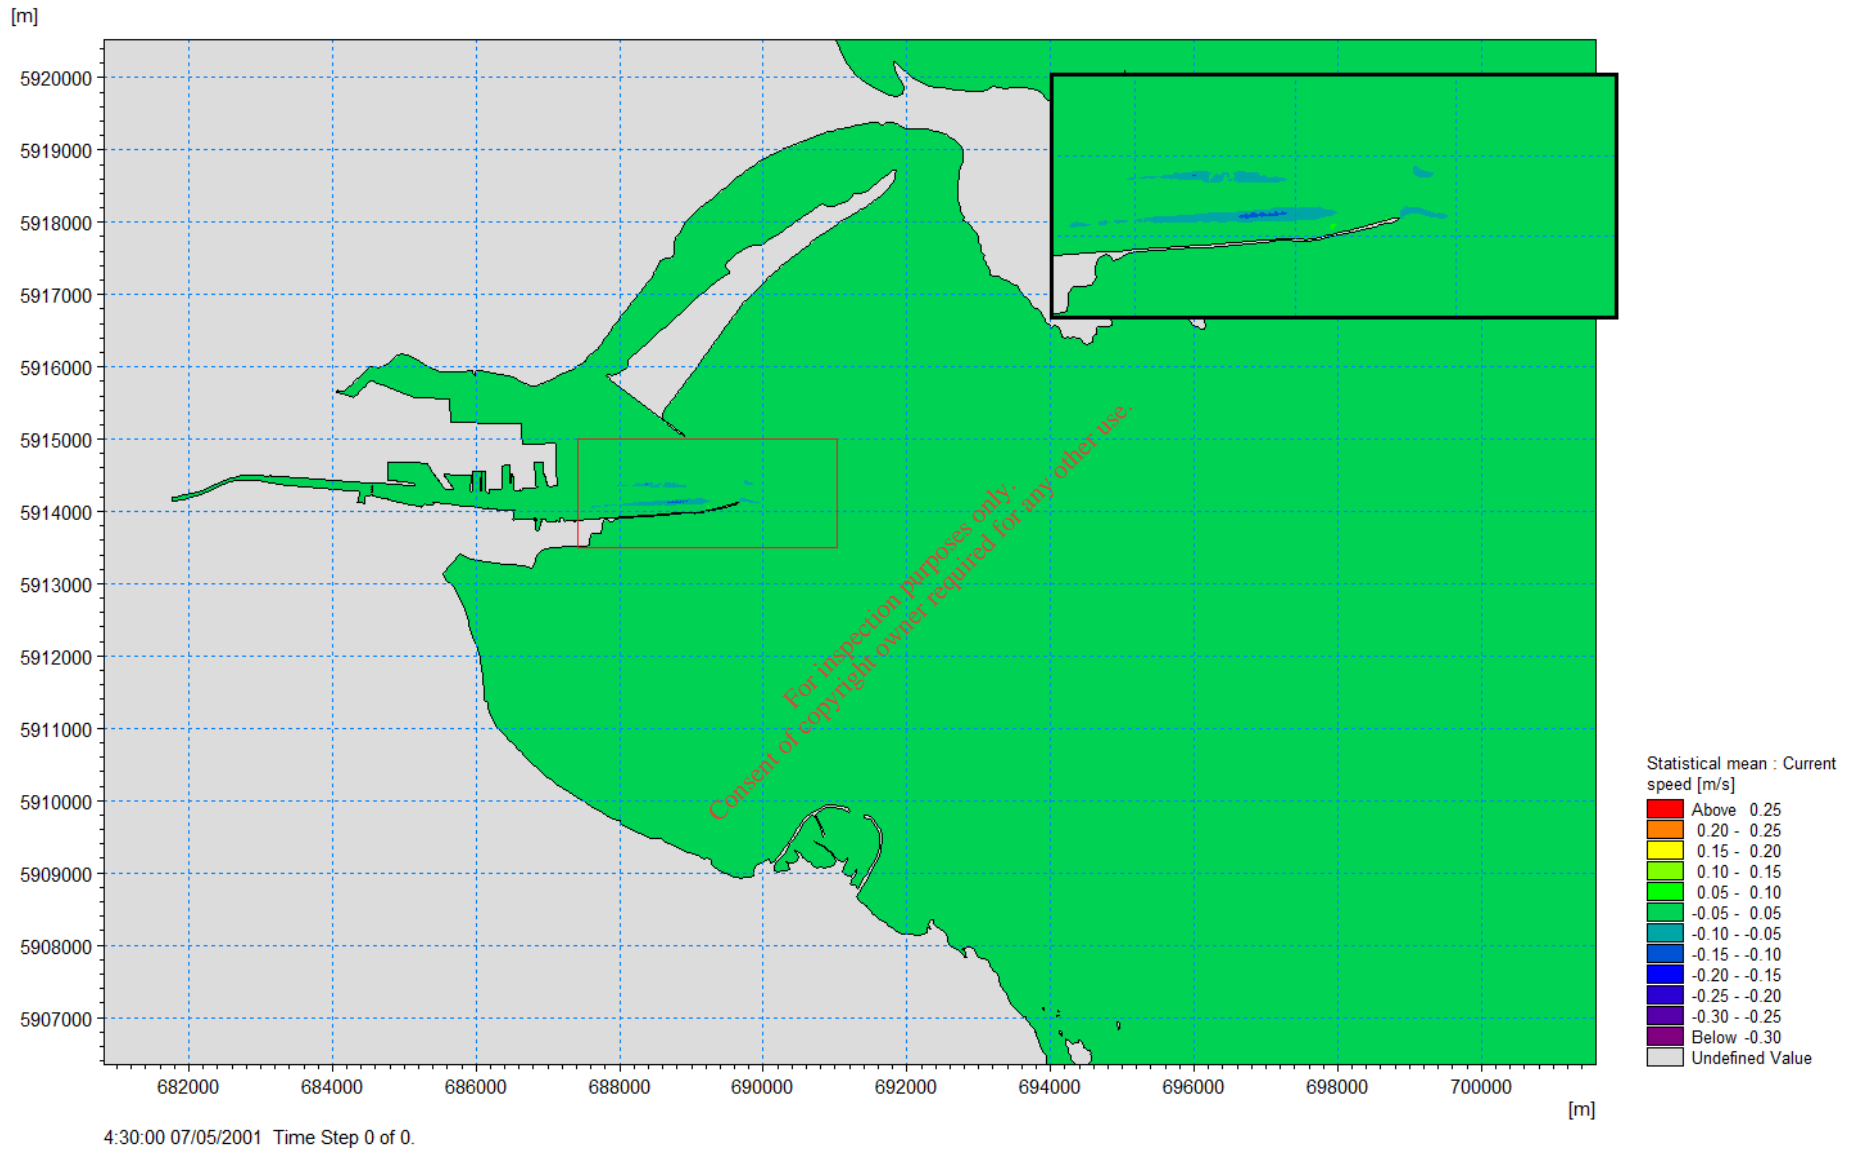 [m]
5920000
5919000
5918000
5917000
5916000
5915000
5914000
5913000
5912000
5911000
5910000
5909000
5908000
5907000
For inspection purposes only.
Consent of copyright owner required for any other use.
682000
684000
686000
688000
690000
692000
694000
696000
698000
700000
[m]
4:30:00 07/05/2001 Time Step 0 of 0.
Statistical mean : Current
speed [m/s]
Above 0.25
0.20 - 0.25
0.15 - 0.20
0.10 - 0.15
0.05 - 0.10
-0.05 - 0.05
-0.10 - -0.05
-0.15 - -0.10
-0.20 - -0.15
-0.25 - -0.20
-0.30 - -0.25
Below -0.30
Undefined Value